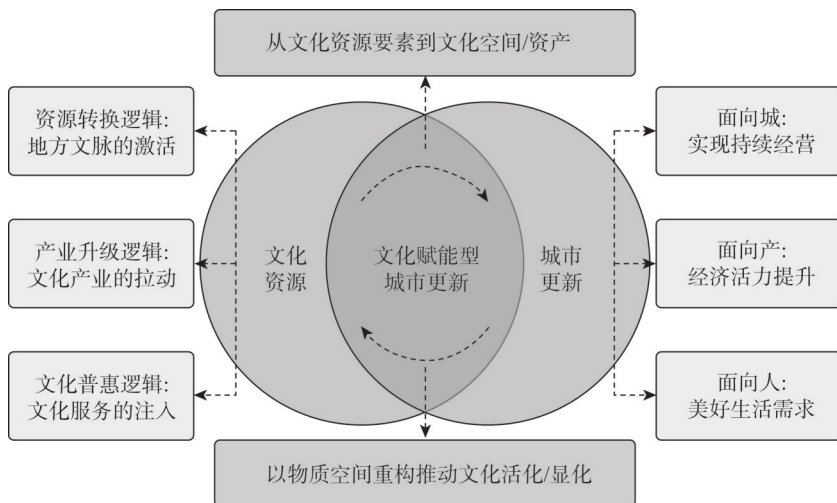 从文化资源要素到文化空间/资产
资源转换逻辑:
地方文脉的激活
产业升级逻辑:
文化产业的拉动
文化普惠逻辑:
文化服务的注入
文化
资源
文化赋能型
城市更新
城市
更新
面向城:
实现持续经营
面向产:
经济活力提升
面向人:
美好生活需求
以物质空间重构推动文化活化/显化